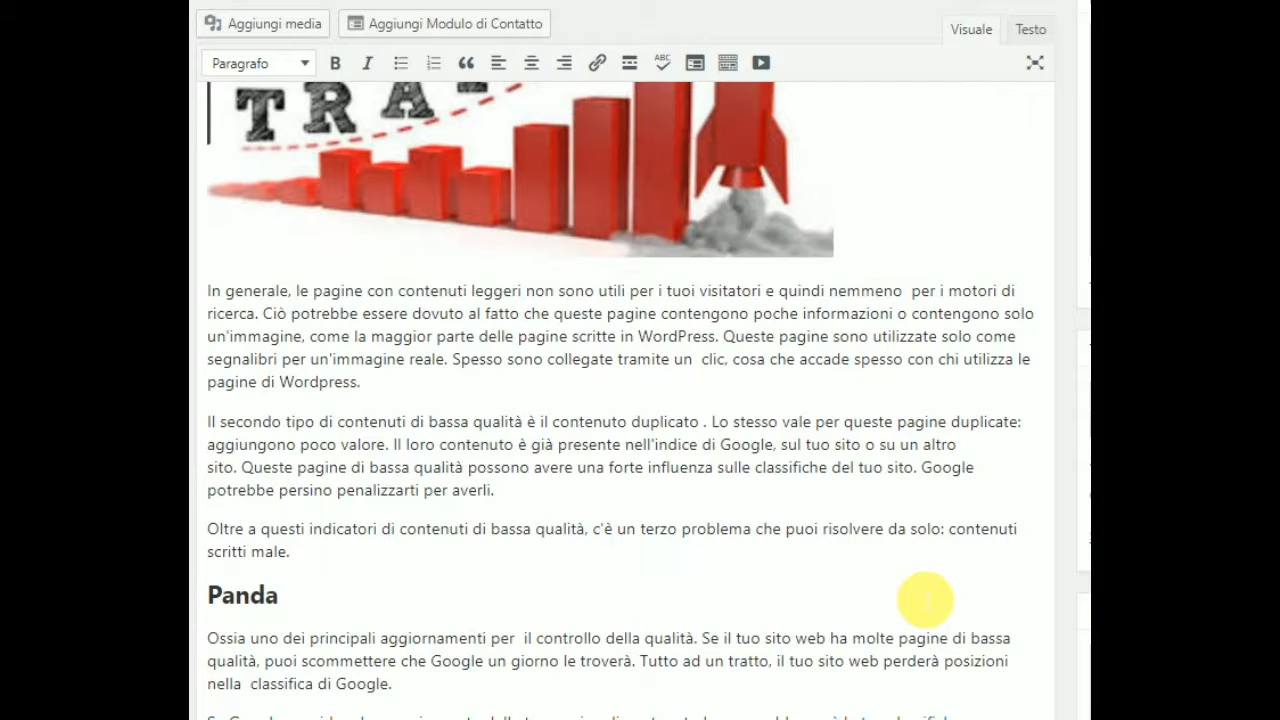 Aggiungi media
Aggiungi Modulo di Contatto
Visuale
Testo
Paragrafo
B
I
ABC
TRA
In generale, le pagine con contenuti leggeri non sono utili per i tuoi visitatori e quindi nemmeno  per i motori di
ricerca. Ciò potrebbe essere dovuto al fatto che queste pagine contengono poche informazioni o contengono solo
un'immagine, come la maggior parte delle pagine scritte in WordPress. Queste pagine sono utilizzate solo come
segnalibri per un'immagine reale. Spesso sono collegate tramite un  clic, cosa che accade spesso con chi utilizza le
pagine di Wordpress.
Il secondo tipo di contenuti di bassa qualità è il contenuto duplicato . Lo stesso vale per queste pagine duplicate:
aggiungono poco valore. Il loro contenuto è già presente nell'indice di Google, sul tuo sito o su un altro
sito. Queste pagine di bassa qualità possono avere una forte influenza sulle classifiche del tuo sito. Google
potrebbe persino penalizzarti per averli.
Oltre a questi indicatori di contenuti di bassa qualità, c'è un terzo problema che puoi risolvere da solo: contenuti
scritti male.
Panda
Ossia uno dei principali aggiornamenti per  il controllo della qualità. Se il tuo sito web ha molte pagine di bassa
qualità, puoi scommettere che Google un giorno le troverà. Tutto ad un tratto, il tuo sito web perderà posizioni
nella  classifica di Google.